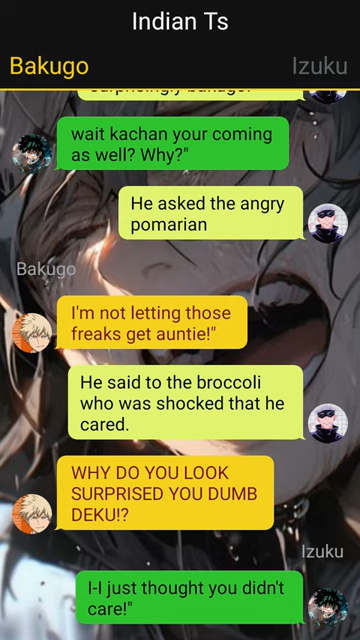 Indian Ts
Bakugo
Izuku
surprisingly bakugo.
wait kachan your coming
as well? Why?"
He asked the angry
pomarian
Bakugo
I'm not letting those
freaks get auntie!"
He said to the broccoli
who was shocked that he
cared.
WHY DO YOU LOOK
SURPRISED YOU DUMB
DEKU!?
Izuku
I-I just thought you didn't
care!"